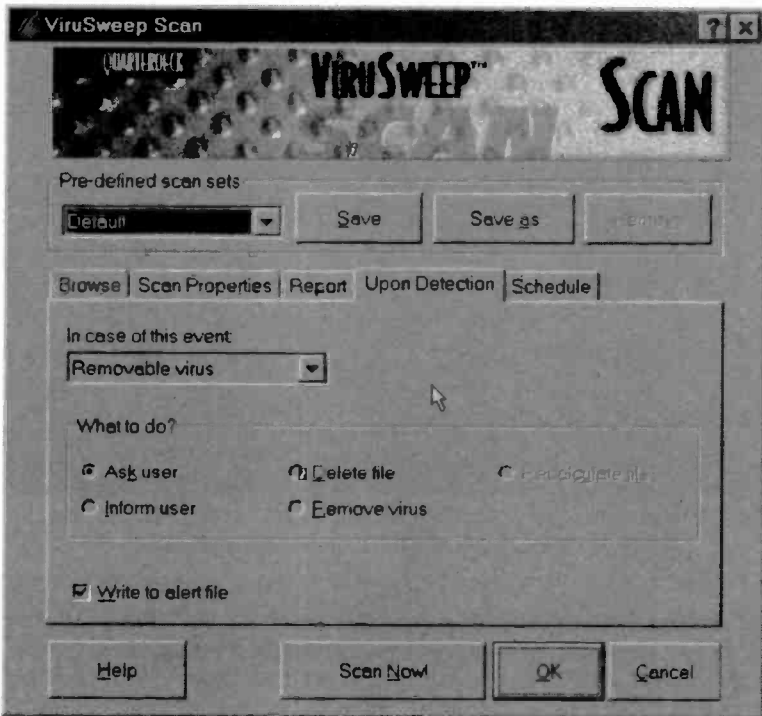 ViruSweep Scan
QUARTERDECK
VIRUSWEEP™
SCAN
Pre-defined scan sets
Default
Save
Save as
Browse
Scan Properties
Report
Upon Detection
Schedule
In case of this event:
Removable virus
What to do?
Ask user
Delete file
Inform user
Remove virus
Write to alert file
Help
Scan Now!
OK
Cancel